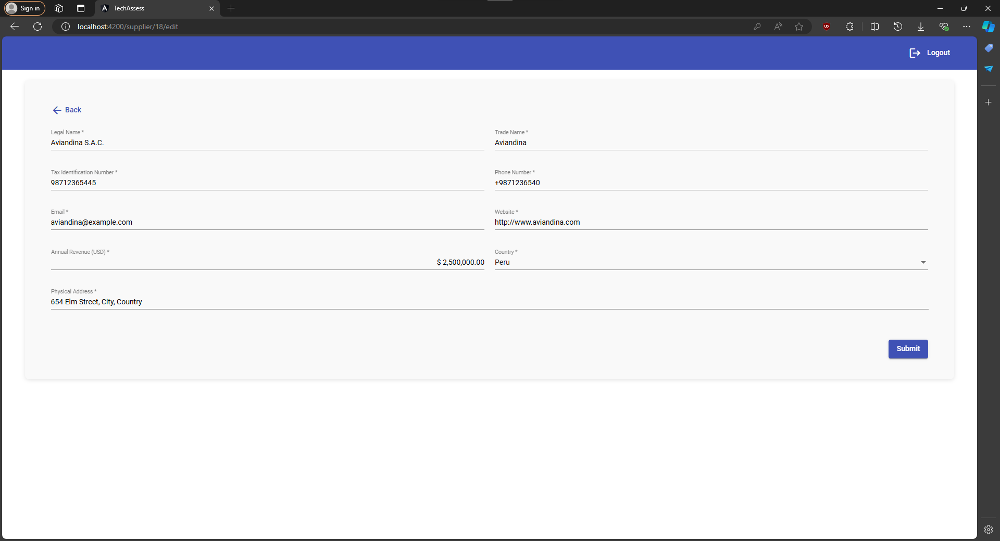 Sign in
TechAssess
localhost:4200/supplier/18/edit
Logout
Back
Legal Name *
Aviandina S.A.C.
Trade Name *
Aviandina
Tax Identification Number *
98712365445
Phone Number *
+9871236540
Email *
aviandina@example.com
Website *
http://www.aviandina.com
Annual Revenue (USD) *
$ 2,500,000.00
Country *
Peru
Physical Address *
654 Elm Street, City, Country
Submit